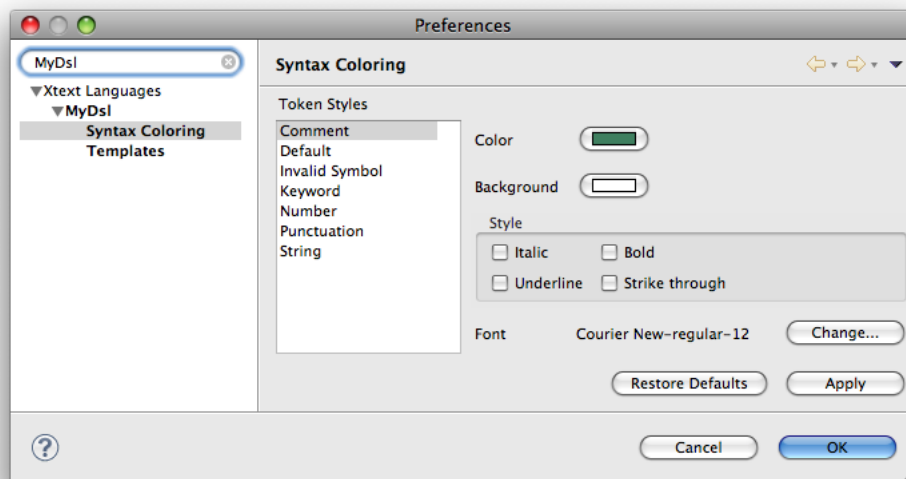 Preferences
MyDsl
Xtext Languages
MyDsl
Syntax Coloring
Templates
Syntax Coloring
Token Styles
Comment
Default
Invalid Symbol
Keyword
Number
Punctuation
String
Color
Background
Style
Italic Bold
Underline Strike through
Font Courier New-regular-12 Change...
Restore Defaults Apply
? Cancel OK